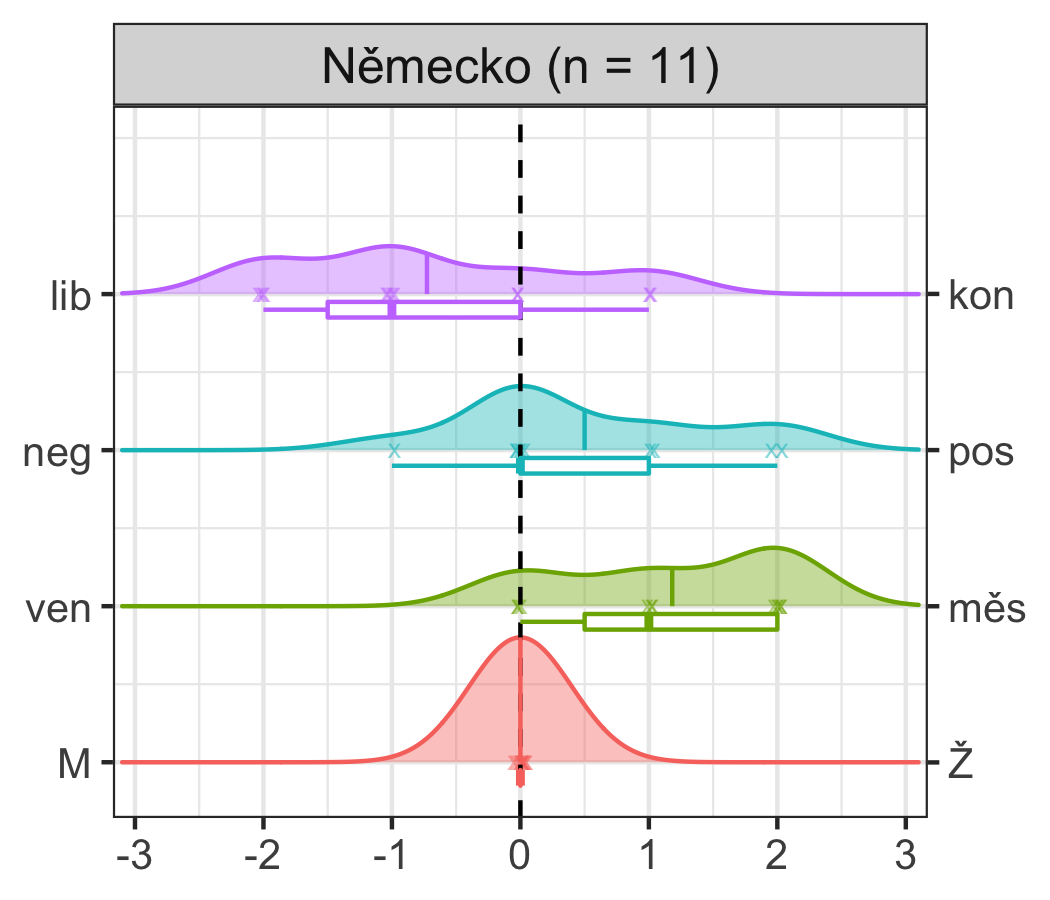 Německo (n = 11)
lib kon
neg pos
ven měs
M Ž
-3 -2 -1 0 1 2 3